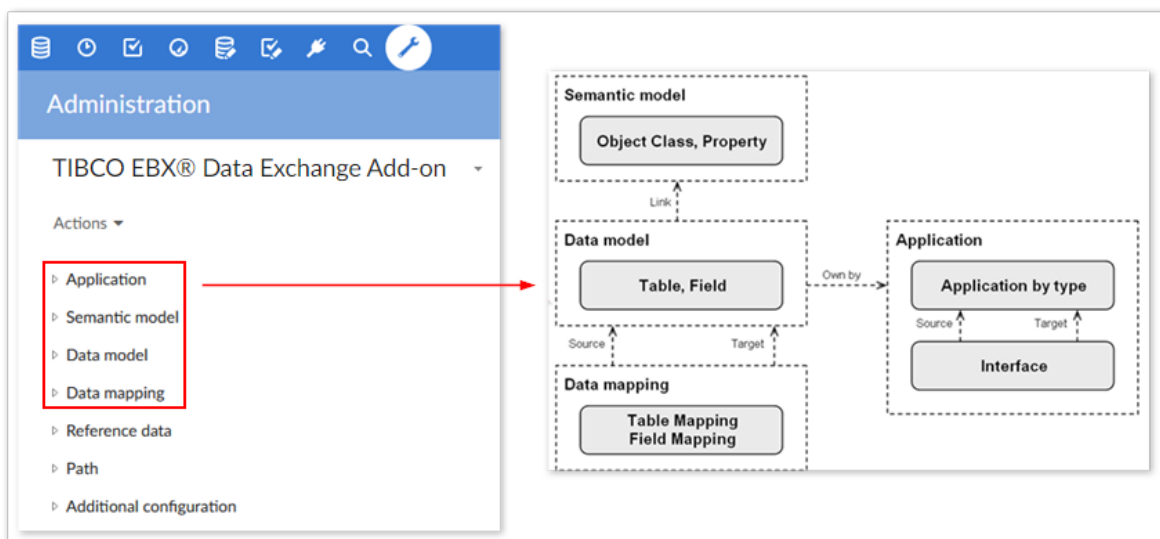 Administration
TIBCO EBX® Data Exchange Add-on
Actions
Application
Semantic model
Data model
Data mapping
Reference data
Path
Additional configuration
Semantic model
Object Class, Property
Link
Data model
Table, Field
Own by
Source
Target
Data mapping
Table Mapping
Field Mapping
Application
Application by type
Source
Target
Interface